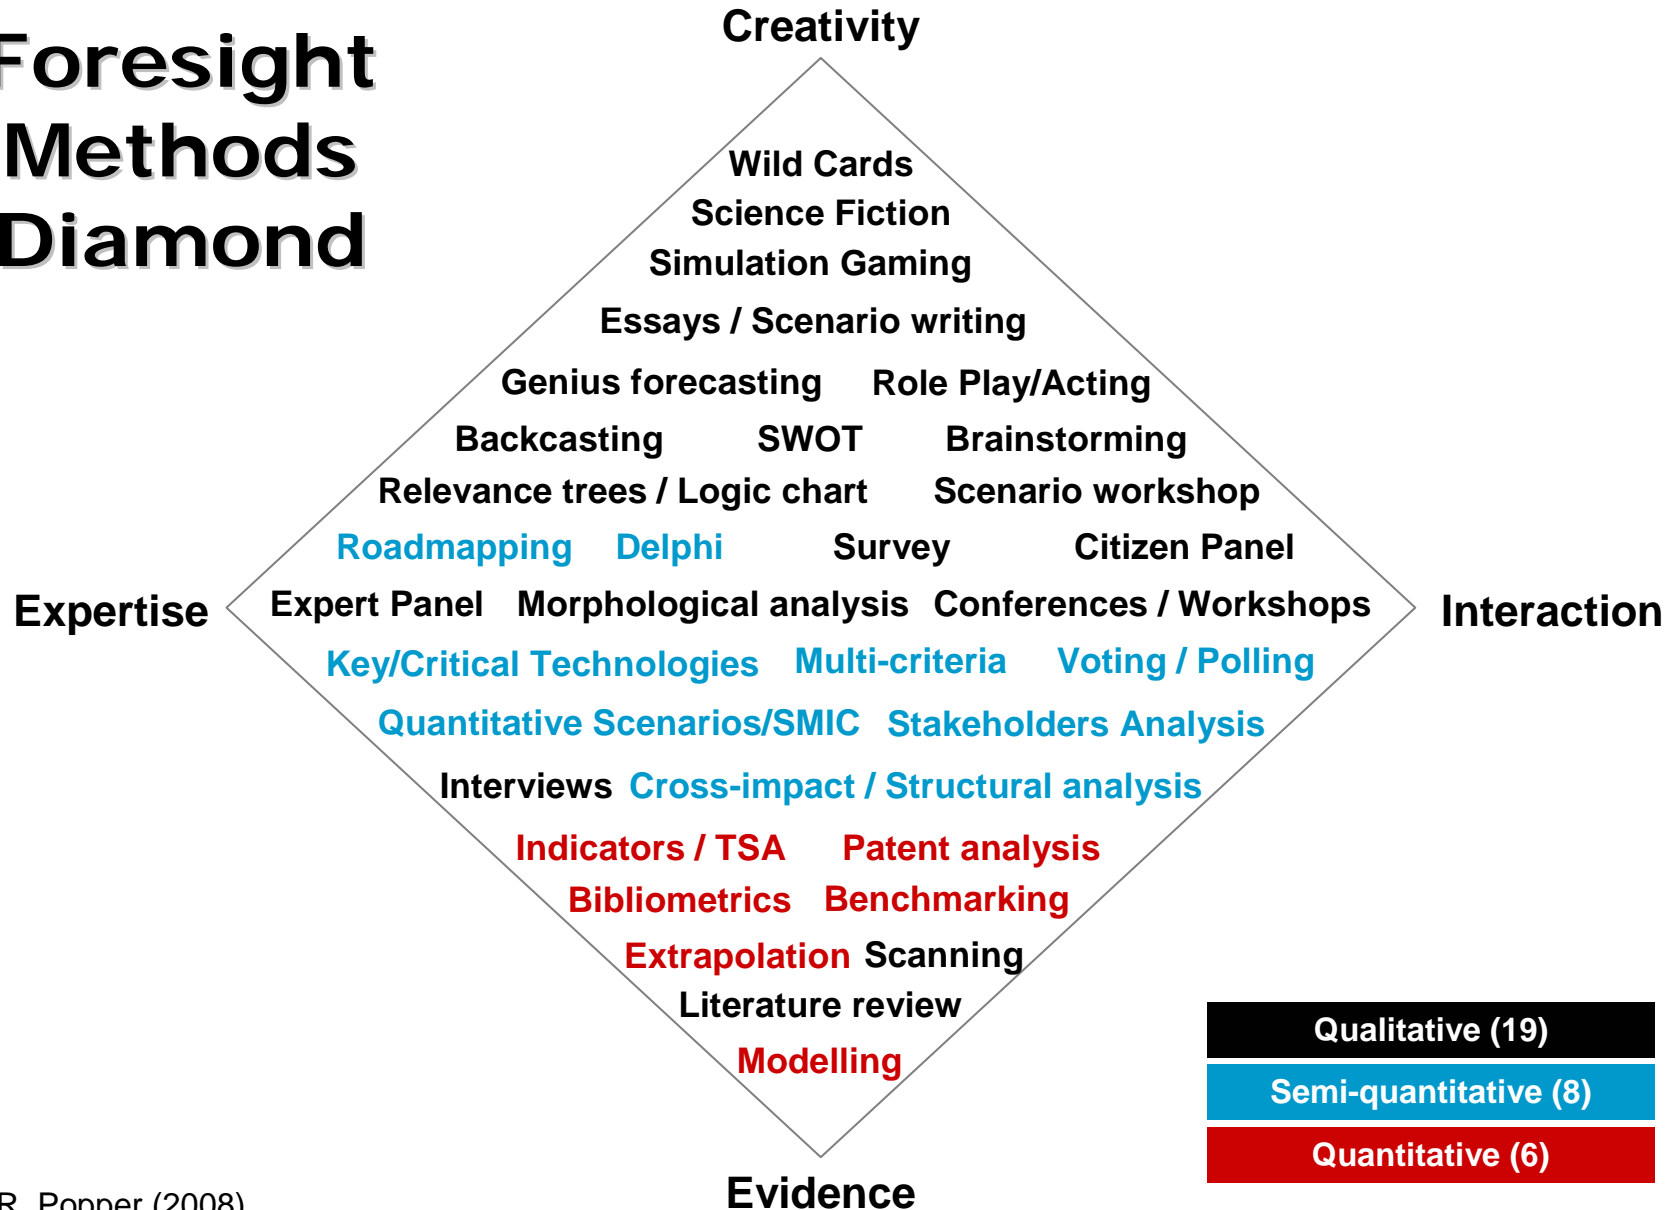 Foresight
Methods
Diamond
Creativity
Wild Cards
Science Fiction
Simulation Gaming
Essays / Scenario writing
Genius forecasting Role Play/Acting
Backcasting SWOT Brainstorming
Relevance trees / Logic chart Scenario workshop
Roadmapping Delphi Survey Citizen Panel
Expertise Expert Panel Morphological analysis Conferences / Workshops Interaction
Key/Critical Technologies Multi-criteria Voting / Polling
Quantitative Scenarios/SMIC Stakeholders Analysis
Interviews Cross-impact / Structural analysis
Indicators / TSA Patent analysis
Bibliometrics Benchmarking
Extrapolation Scanning
Literature review
Modelling
Evidence
Qualitative (19)
Semi-quantitative (8)
Quantitative (6)
R. Popper (2008)